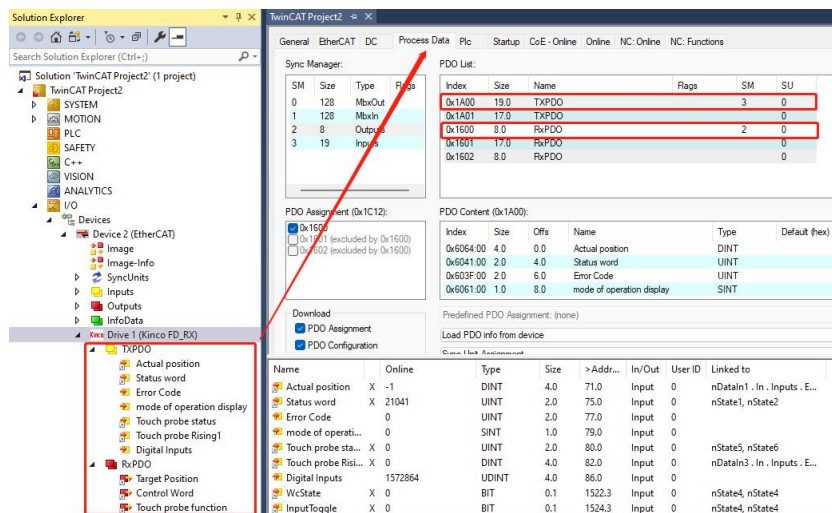 Solution Explorer
Search Solution Explorer (Ctrl+;)
Solution 'TwinCAT Project2' (1 project)
TwinCAT Project2
SYSTEM
MOTION
PLC
SAFETY
C++
VISION
ANALYTICS
I/O
Devices
Device 2 (EtherCAT)
Image
Image-Info
SyncUnits
Inputs
Outputs
InfoData
Kinco Drive 1 (Kinco FD_RX)
TXPDO
Actual position
Status word
Error Code
mode of operation display
Touch probe status
Touch probe Rising1
Digital Inputs
RxPDO
Target Position
Control Word
Touch probe function
TwinCAT Project2
General EtherCAT DC Process Data Plc Startup CoE - Online Online NC: Online NC: Functions
Sync Manager:
SM Size Type Flags
0 128 MbxOut
1 128 MbxIn
2 8 Outputs
3 19 Inputs
PDO List:
Index Size Name Flags SM SU
0x1A00 19.0 TXPDO 3 0
0x1A01 17.0 TXPDO 0
0x1600 8.0 RxPDO 2 0
0x1601 17.0 RxPDO 0
0x1602 8.0 RxPDO 0
PDO Assignment (0x1C12):
0x1600
0x1601 (excluded by 0x1600)
0x1602 (excluded by 0x1600)
PDO Content (0x1A00):
Index Size Offs Name Type Default (hex)
0x6064:00 4.0 0.0 Actual position DINT
0x6041:00 2.0 4.0 Status word UINT
0x603F:00 2.0 6.0 Error Code UINT
0x6061:00 1.0 8.0 mode of operation display SINT
Download
PDO Assignment
PDO Configuration
Predefined PDO Assignment: (none)
Load PDO info from device
Sync Unit Assignment
Name Online Type Size >Addr... In/Out User ID Linked to
Actual position X -1 DINT 4.0 71.0 Input 0 nDataIn1 . In . Inputs . E...
Status word X 21041 UINT 2.0 75.0 Input 0 nState1, nState2
Error Code 0 UINT 2.0 77.0 Input 0
mode of operati... 0 SINT 1.0 79.0 Input 0
Touch probe sta... X 0 UINT 2.0 80.0 Input 0 nState5, nState6
Touch probe Risi... X 0 DINT 4.0 82.0 Input 0 nDataIn3 . In . Inputs . E...
Digital Inputs 1572864 UDINT 4.0 86.0 Input 0
WcState X 0 BIT 0.1 1522.3 Input 0 nState4, nState4
InputToggle X 0 BIT 0.1 1524.3 Input 0 nState4, nState4